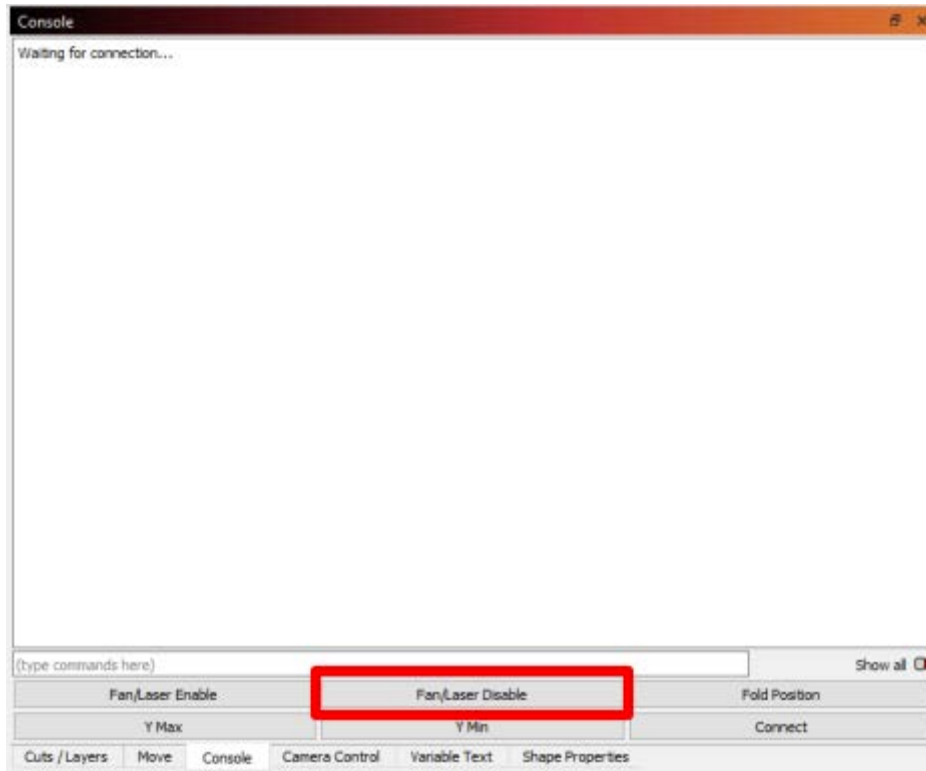 Console
Waiting for connection...
(type commands here)
Show all
Fan/Laser Enable
Fan/Laser Disable
Fold Position
Y Max
Y Min
Connect
Cuts / Layers
Move
Console
Camera Control
Variable Text
Shape Properties